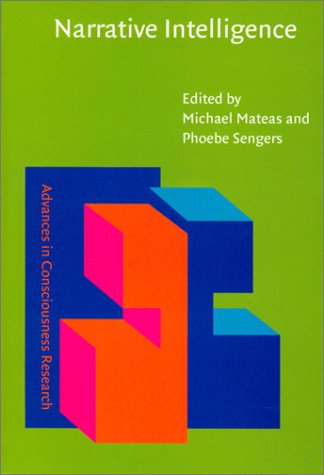 Narrative Intelligence
Edited by
Michael Mateas and
Phoebe Sengers
Advances in Consciousness Research